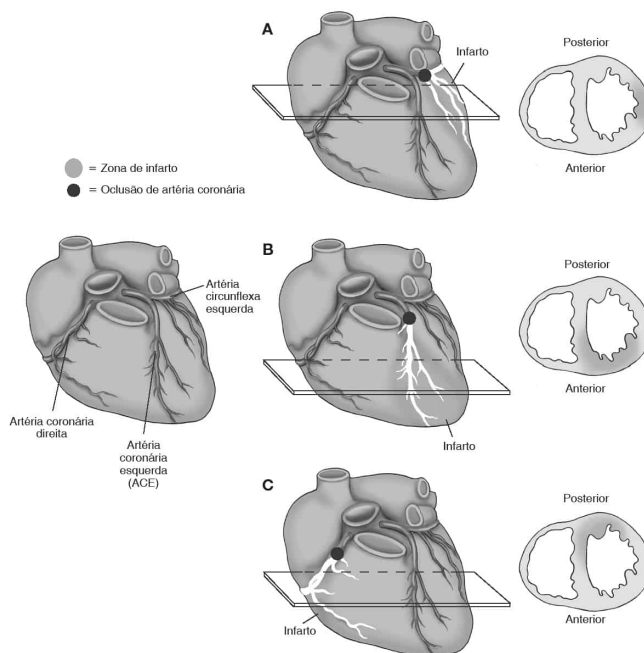 A
Infarto
Posterior
Anterior
= Zona de infarto
= Oclusão de artéria coronária
B
Artéria
circunflexa
esquerda
Posterior
Anterior
Artéria coronária
direita
Artéria
coronária
esquerda
(ACE)
Infarto
C
Posterior
Infarto
Anterior